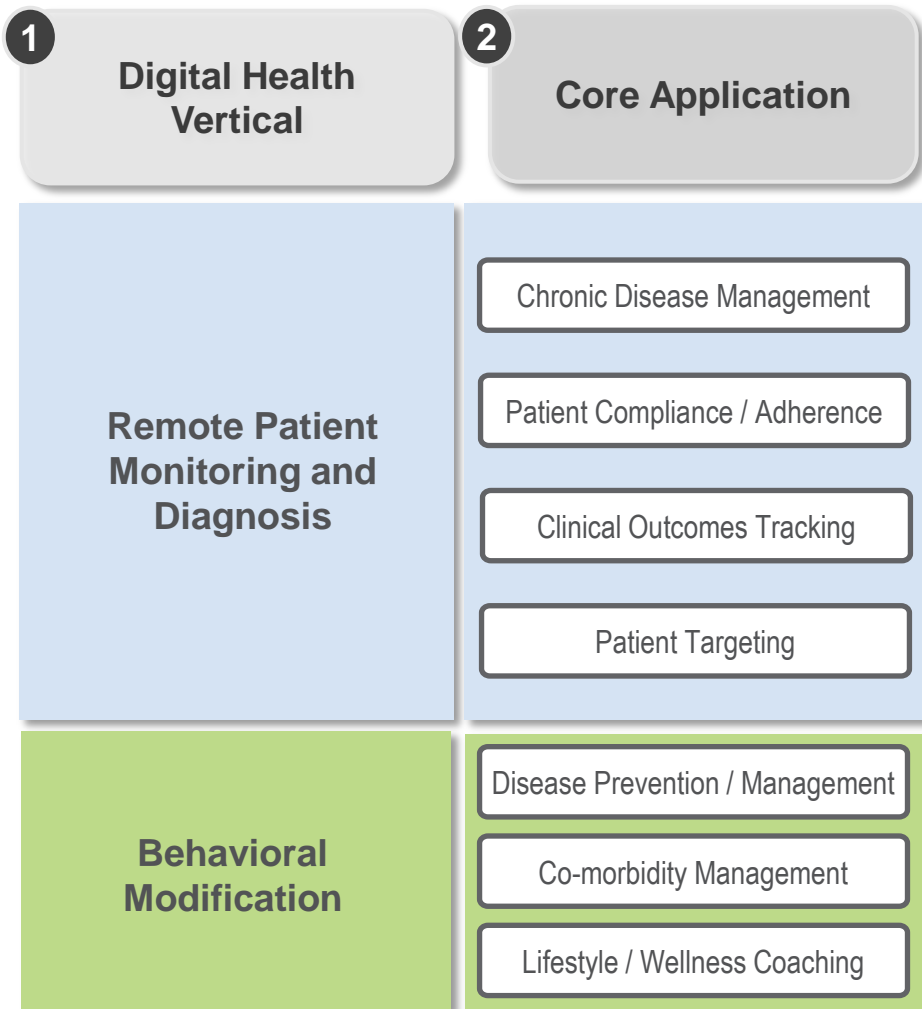 1
Digital Health
Vertical
2
Core Application
Remote Patient
Monitoring and
Diagnosis
Chronic Disease Management
Patient Compliance / Adherence
Clinical Outcomes Tracking
Patient Targeting
Behavioral
Modification
Disease Prevention / Management
Co-morbidity Management
Lifestyle / Wellness Coaching